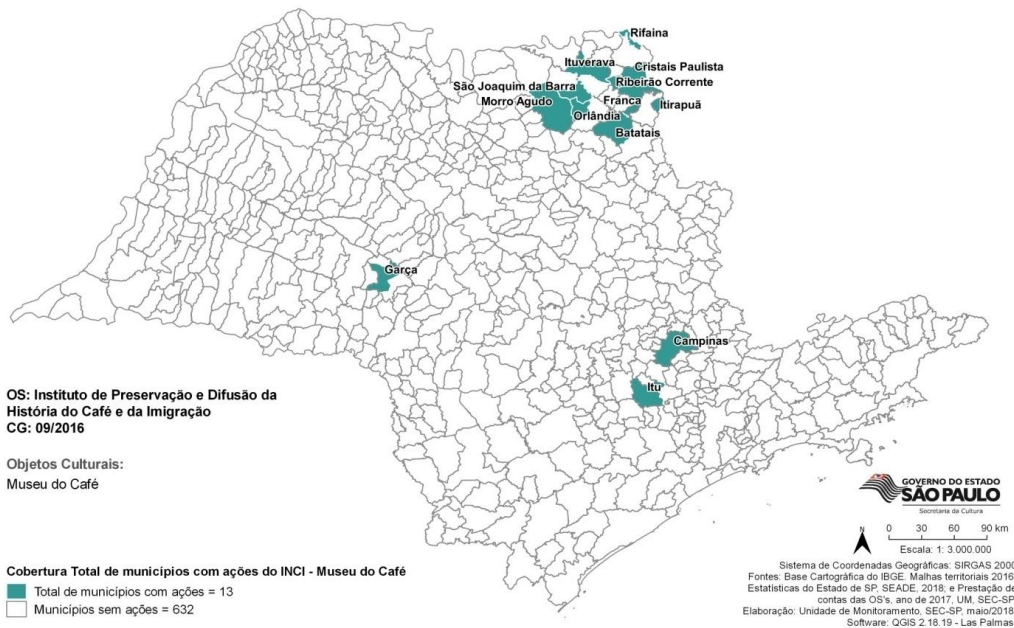 Rifaina
Ituverava
Cristais Paulista
São Joaquim da Barra
Ribeirão Corrente
Morro Agudo
Franca
Itirapuã
Orlândia
Batatais
Garça
Campinas
Itu
OS: Instituto de Preservação e Difusão da
História do Café e da Imigração
CG: 09/2016
Objetos Culturais:
Museu do Café
GOVERNO DO ESTADO
SÃO PAULO
Secretaria da Cultura
N
0 30 60 90 km
Escala: 1: 3.000.000
Cobertura Total de municípios com ações do INCI - Museu do Café
Total de municípios com ações = 13
Municípios sem ações = 632
Sistema de Coordenadas Geográficas: SIRGAS 2000
Fontes: Base Cartográfica do IBGE. Malhas territoriais 2016
Estatísticas do Estado de SP, SEADE, 2018; e Prestação de
contas das OS's, ano de 2017, UM, SEC-SP
Elaboração: Unidade de Monitoramento, SEC-SP, maio/2018
Software: QGIS 2.18.19 - Las Palmas